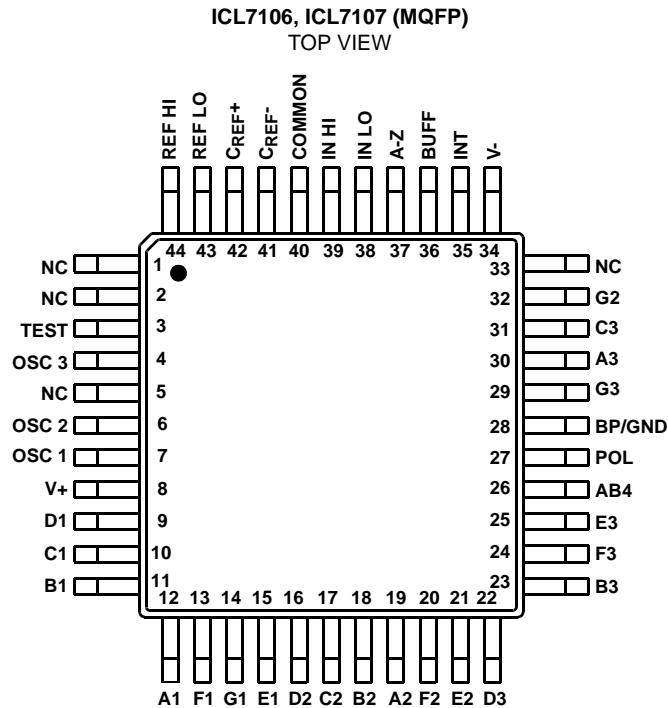 ICL7106, ICL7107 (MQFP)
TOP VIEW
REF HI
REF LO
CREF+
CREF-
COMMON
IN HI
IN LO
A-Z
BUFF
INT
V-
44 43 42 41 40 39 38 37 36 35 34
NC 1 33 NC
NC 2 32 G2
TEST 3 31 C3
OSC 3 4 30 A3
NC 5 29 G3
OSC 2 6 28 BP/GND
OSC 1 7 27 POL
V+ 8 26 AB4
D1 9 25 E3
C1 10 24 F3
B1 11 23 B3
12 13 14 15 16 17 18 19 20 21 22
A1 F1 G1 E1 D2 C2 B2 A2 F2 E2 D3